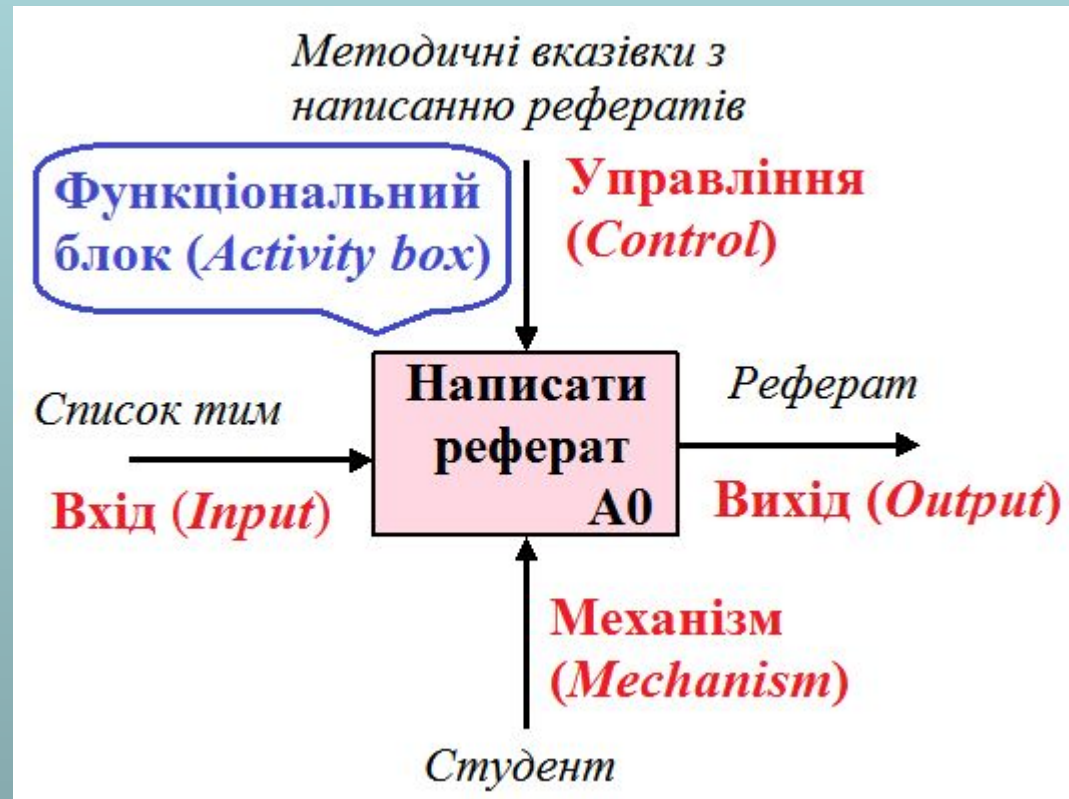 Методичні вказівки з
написанню рефератів
Функціональний
блок (Activity box)
Управління
(Control)
Список тим
Вхід (Input)
Написати
реферат
А0
Реферат
Вихід (Output)
Механізм
(Mechanism)
Студент